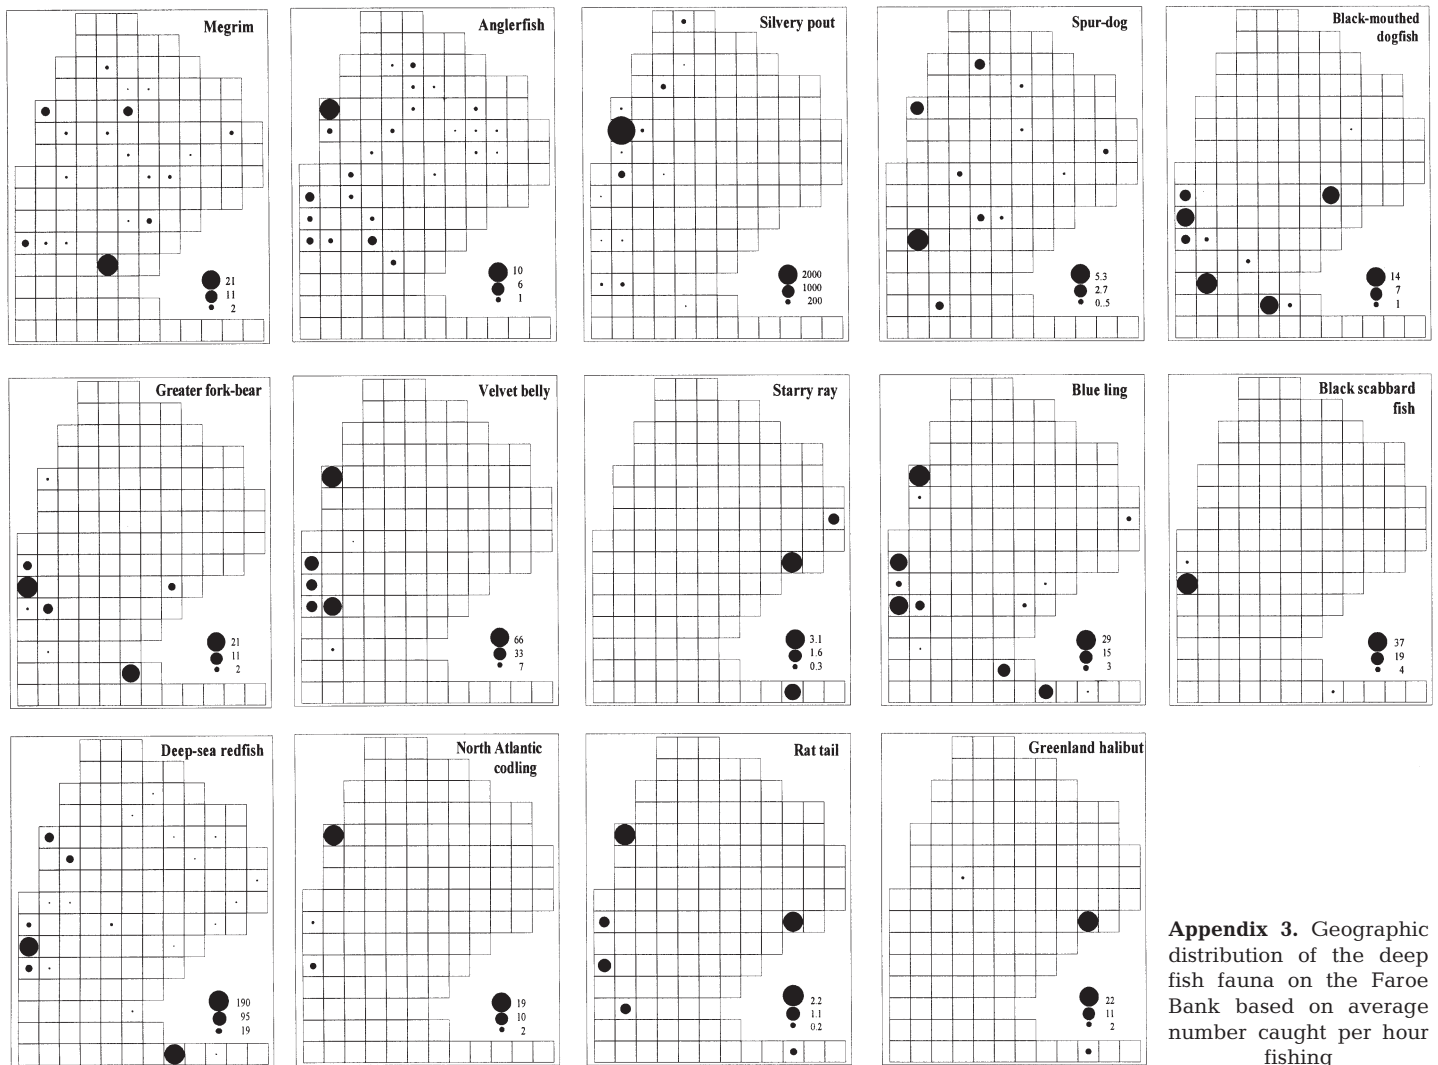 Megrim
21
11
2
Anglerfish
10
6
1
Silvery pout
2000
1000
200
Spur-dog
5.3
2.7
0..5
Black-mouthed
dogfish
14
7
1
Greater fork-bear
21
11
2
Velvet belly
66
33
7
Starry ray
3.1
1.6
0.3
Blue ling
29
15
3
Black scabbard
fish
37
19
4
Deep-sea redfish
190
95
19
North Atlantic
codling
19
10
2
Rat tail
2.2
1.1
0.2
Greenland halibut
22
11
2
Appendix 3. Geographic
distribution of the deep
fish fauna on the Faroe
Bank based on average
number caught per hour
fishing